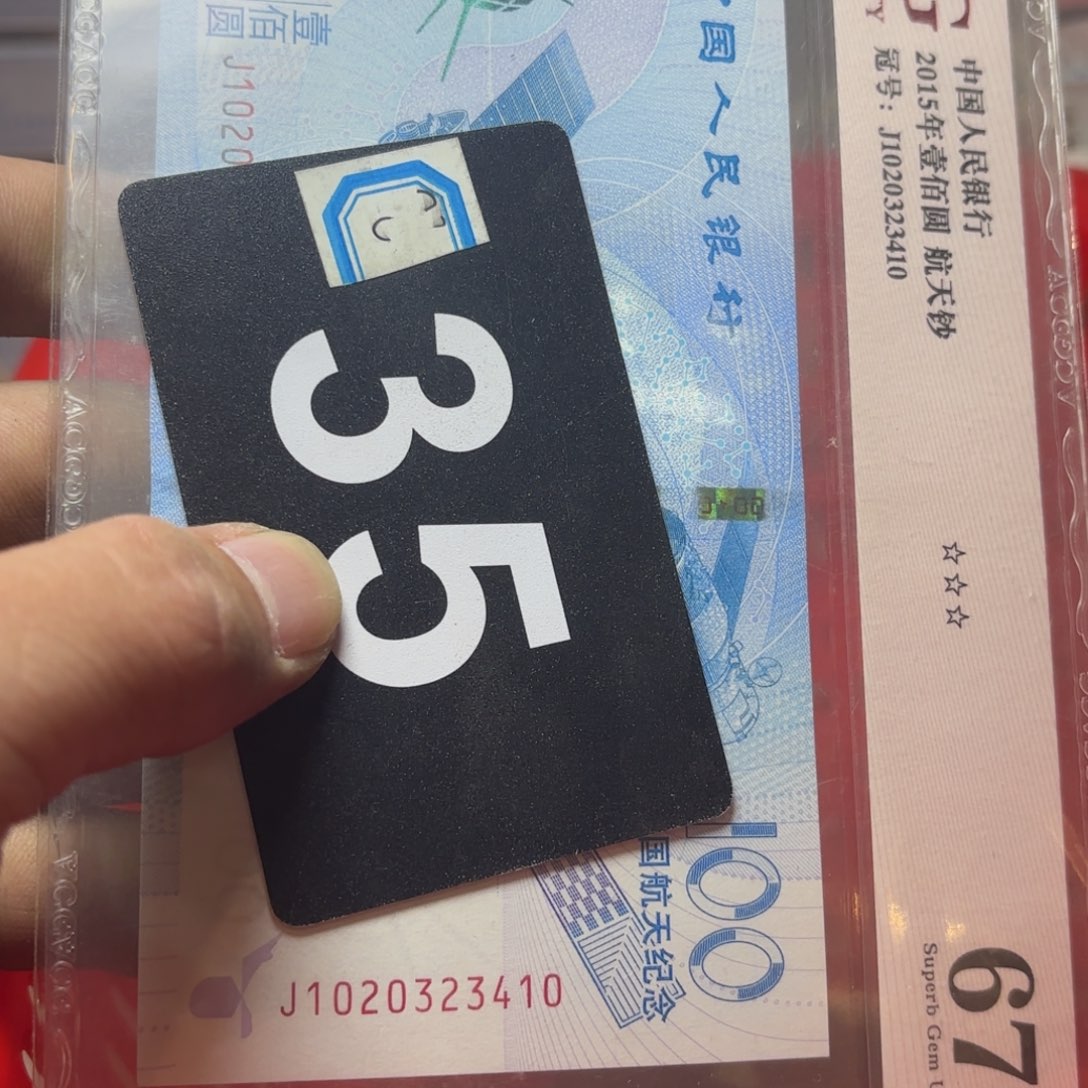 中国人民银行
2015年壹佰圆 航天钞
冠号：J1020323410
☆☆☆
67
Superb Gem
中国人民银行
壹佰圆
J1020
35
100
国航天纪念
J1020323410